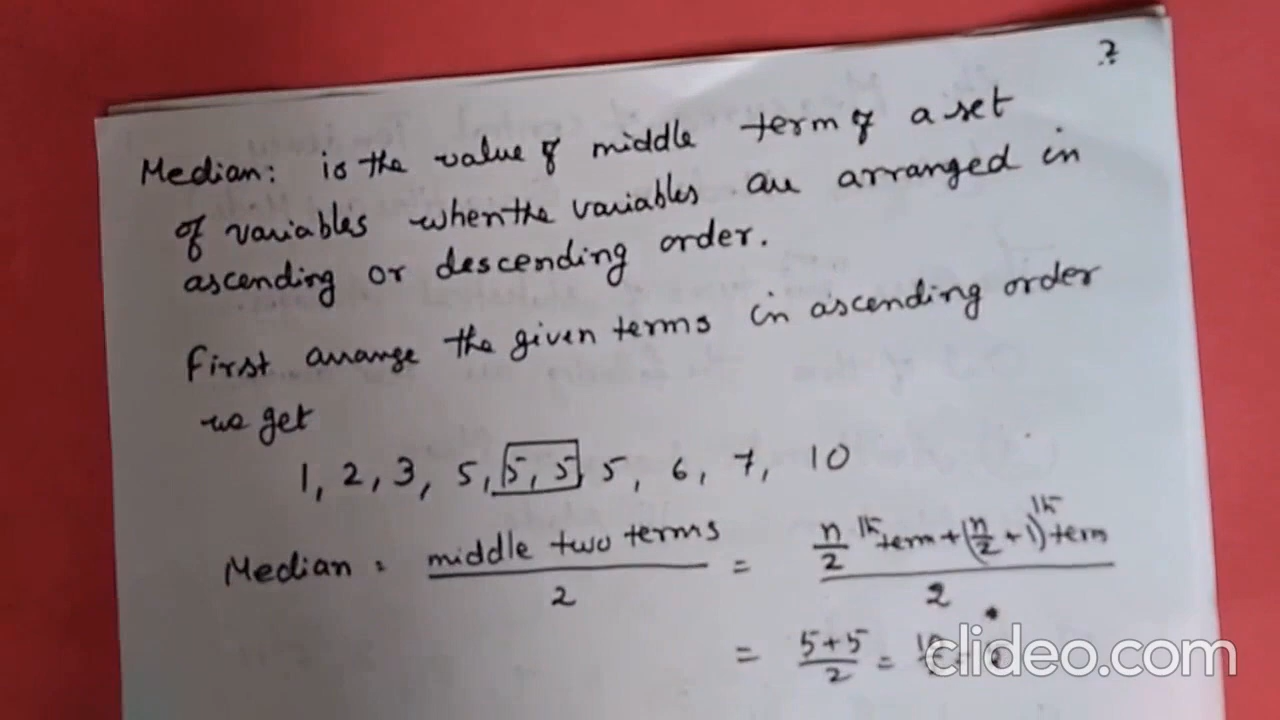 2
Median: is the value of middle term of a set
of variables when the variables are arranged in
ascending or descending order.
First arrange the given terms in ascending order
we get
1, 2, 3, 5, 5, 5, 5, 6, 7, 10
Median = middle two terms / 2 = n/2 th term + (n/2 + 1)th term / 2
= 5+5 / 2 =
clideo.com